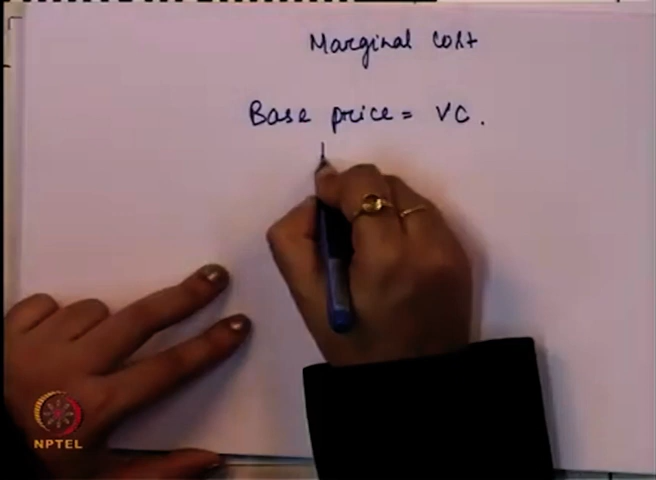 Marginal cost
Base price = VC.
NPTEL